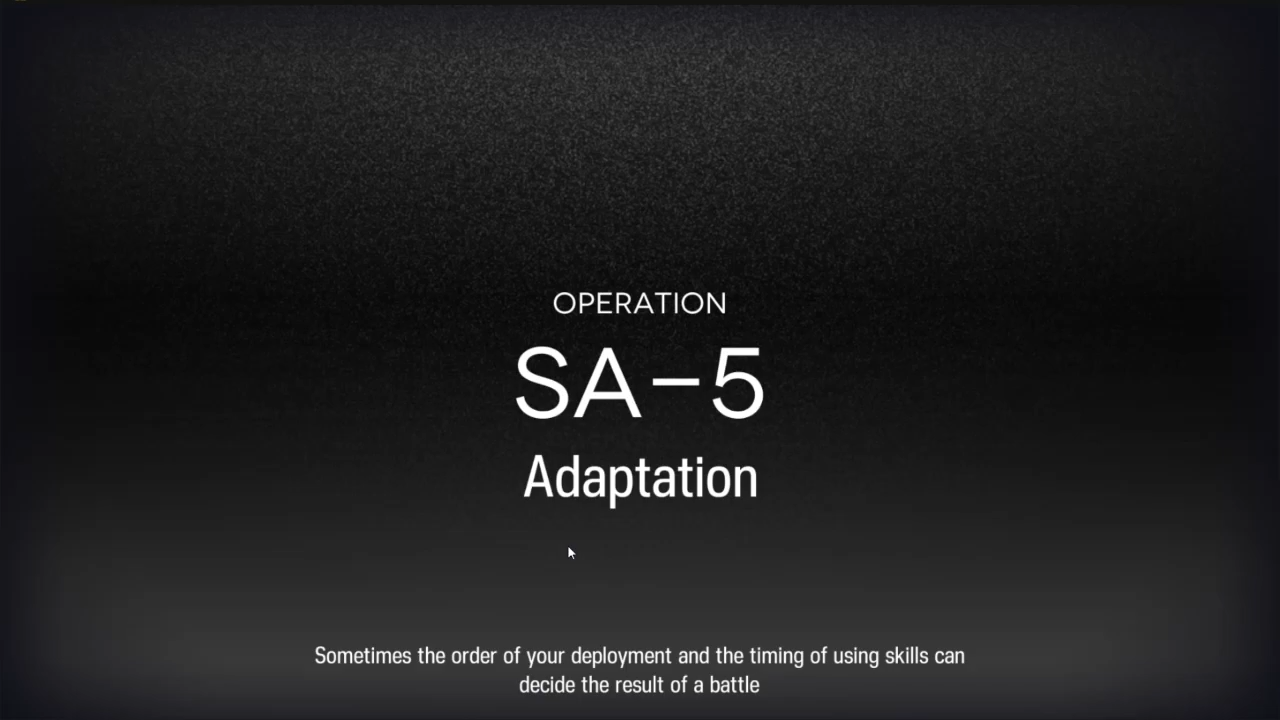 OPERATION
SA-5
Adaptation
Sometimes the order of your deployment and the timing of using skills can
decide the result of a battle